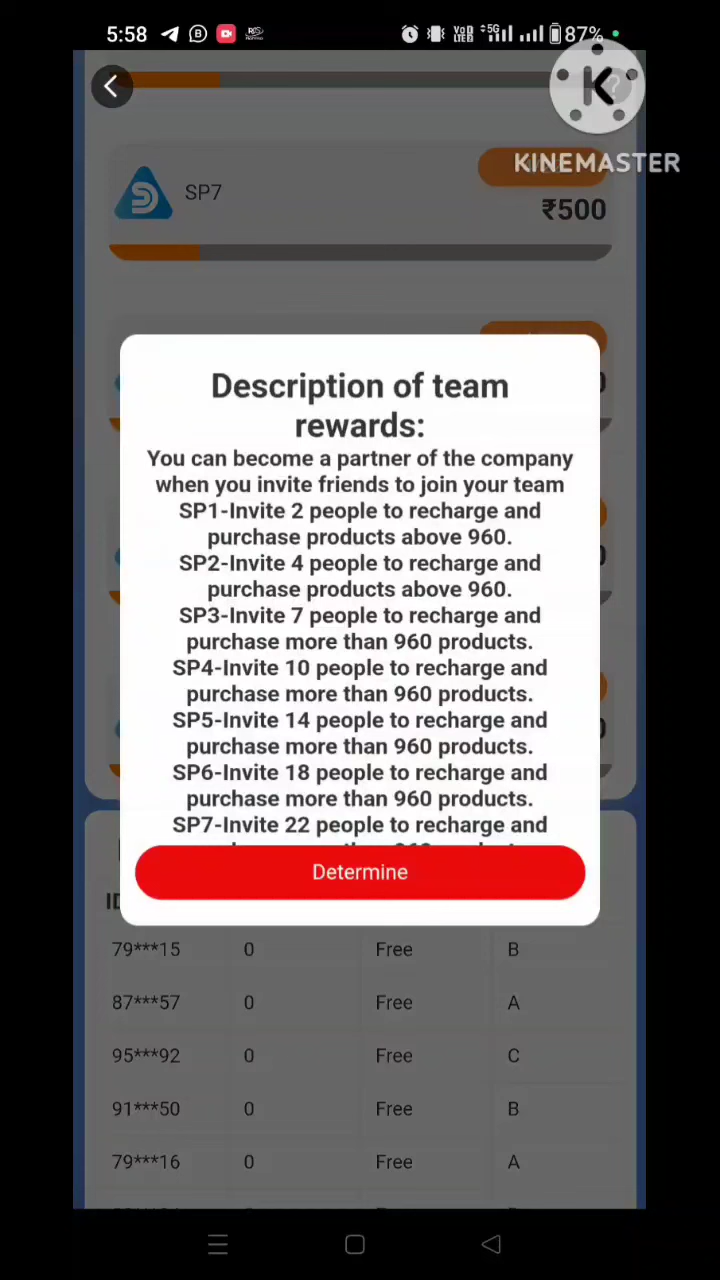 5:58
87%
KINEMASTER
SP7
₹500
Description of team
rewards:
You can become a partner of the company
when you invite friends to join your team
SP1-Invite 2 people to recharge and
purchase products above 960.
SP2-Invite 4 people to recharge and
purchase products above 960.
SP3-Invite 7 people to recharge and
purchase more than 960 products.
SP4-Invite 10 people to recharge and
purchase more than 960 products.
SP5-Invite 14 people to recharge and
purchase more than 960 products.
SP6-Invite 18 people to recharge and
purchase more than 960 products.
SP7-Invite 22 people to recharge and
Determine
79***15 0 Free B
87***57 0 Free A
95***92 0 Free C
91***50 0 Free B
79***16 0 Free A